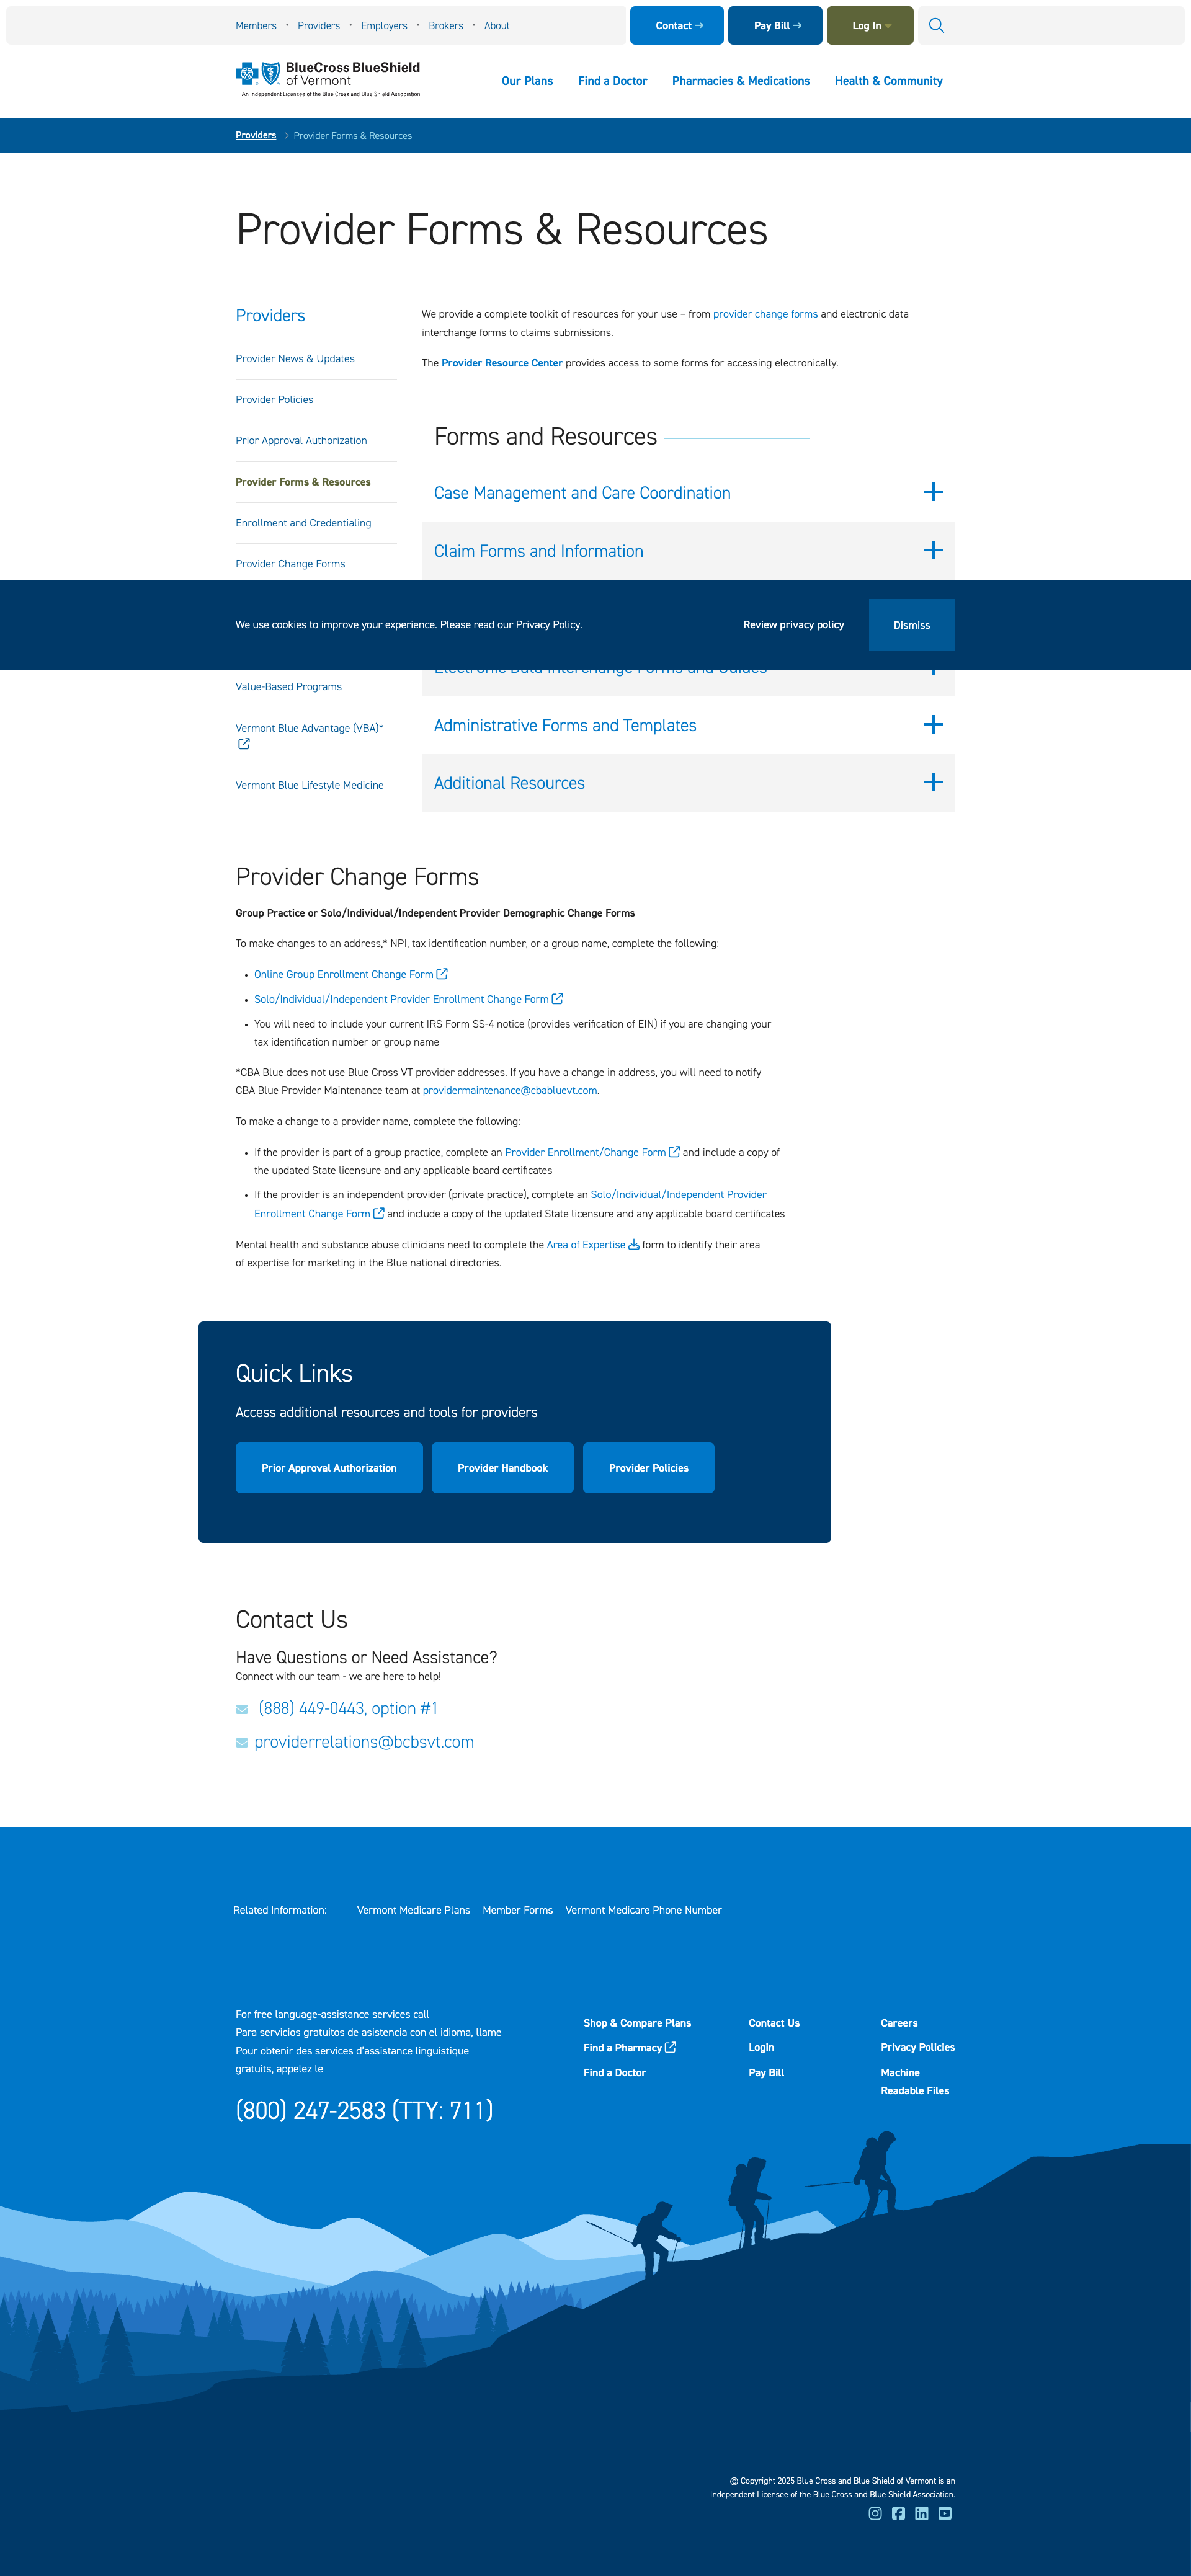 Members • Providers • Employers • Brokers • About
Contact
Pay Bill
Log In
BlueCross BlueShield
of Vermont
An Independent Licensee of the Blue Cross and Blue Shield Association.
Our Plans
Find a Doctor
Pharmacies & Medications
Health & Community
Providers
Provider Forms & Resources
Provider Forms & Resources
Providers
Provider News & Updates
Provider Policies
Prior Approval Authorization
Provider Forms & Resources
Enrollment and Credentialing
Provider Change Forms
We provide a complete toolkit of resources for your use – from provider change forms and electronic data
interchange forms to claims submissions.
The Provider Resource Center provides access to some forms for accessing electronically.
Forms and Resources
Case Management and Care Coordination
Claim Forms and Information
We use cookies to improve your experience. Please read our Privacy Policy.
Review privacy policy
Dismiss
Electronic Data Interchange Forms and Guides
Value-Based Programs
Vermont Blue Advantage (VBA)*
Vermont Blue Lifestyle Medicine
Administrative Forms and Templates
Additional Resources
Provider Change Forms
Group Practice or Solo/Individual/Independent Provider Demographic Change Forms
To make changes to an address,* NPI, tax identification number, or a group name, complete the following:
• Online Group Enrollment Change Form
• Solo/Individual/Independent Provider Enrollment Change Form
• You will need to include your current IRS Form SS-4 notice (provides verification of EIN) if you are changing your
tax identification number or group name
*CBA Blue does not use Blue Cross VT provider addresses. If you have a change in address, you will need to notify
CBA Blue Provider Maintenance team at providermaintenance@cbabluevt.com.
To make a change to a provider name, complete the following:
• If the provider is part of a group practice, complete an Provider Enrollment/Change Form and include a copy of
the updated State licensure and any applicable board certificates
• If the provider is an independent provider (private practice), complete an Solo/Individual/Independent Provider
Enrollment Change Form and include a copy of the updated State licensure and any applicable board certificates
Mental health and substance abuse clinicians need to complete the Area of Expertise form to identify their area
of expertise for marketing in the Blue national directories.
Quick Links
Access additional resources and tools for providers
Prior Approval Authorization
Provider Handbook
Provider Policies
Contact Us
Have Questions or Need Assistance?
Connect with our team - we are here to help!
(888) 449-0443, option #1
providerrelations@bcbsvt.com
Related Information:
Vermont Medicare Plans
Member Forms
Vermont Medicare Phone Number
For free language-assistance services call
Para servicios gratuitos de asistencia con el idioma, llame
Pour obtenir des services d'assistance linguistique
gratuits, appelez le
(800) 247-2583 (TTY: 711)
Shop & Compare Plans
Find a Pharmacy
Find a Doctor
Contact Us
Login
Pay Bill
Careers
Privacy Policies
Machine
Readable Files
© Copyright 2025 Blue Cross and Blue Shield of Vermont is an
Independent Licensee of the Blue Cross and Blue Shield Association.